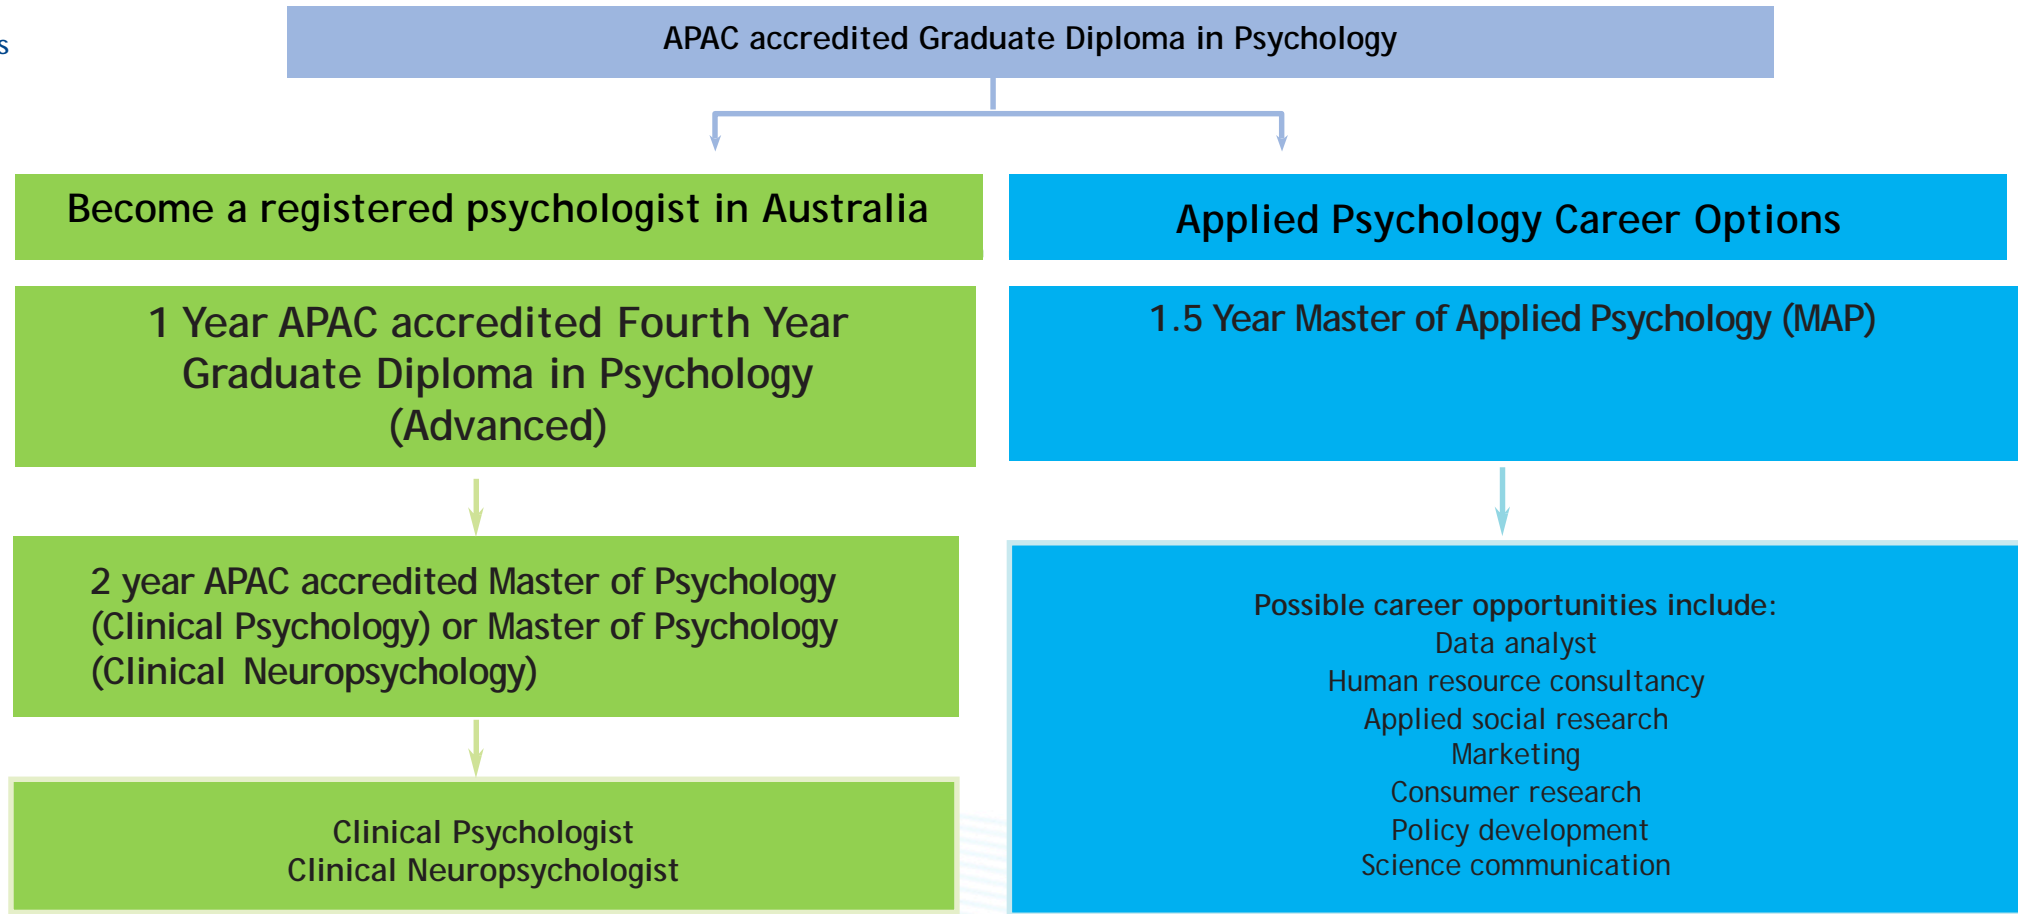 s
APAC accredited Graduate Diploma in Psychology
Become a registered psychologist in Australia
1 Year APAC accredited Fourth Year
Graduate Diploma in Psychology
(Advanced)
2 year APAC accredited Master of Psychology
(Clinical Psychology) or Master of Psychology
(Clinical Neuropsychology)
Clinical Psychologist
Clinical Neuropsychologist
Applied Psychology Career Options
1.5 Year Master of Applied Psychology (MAP)
Possible career opportunities include:
Data analyst
Human resource consultancy
Applied social research
Marketing
Consumer research
Policy development
Science communication